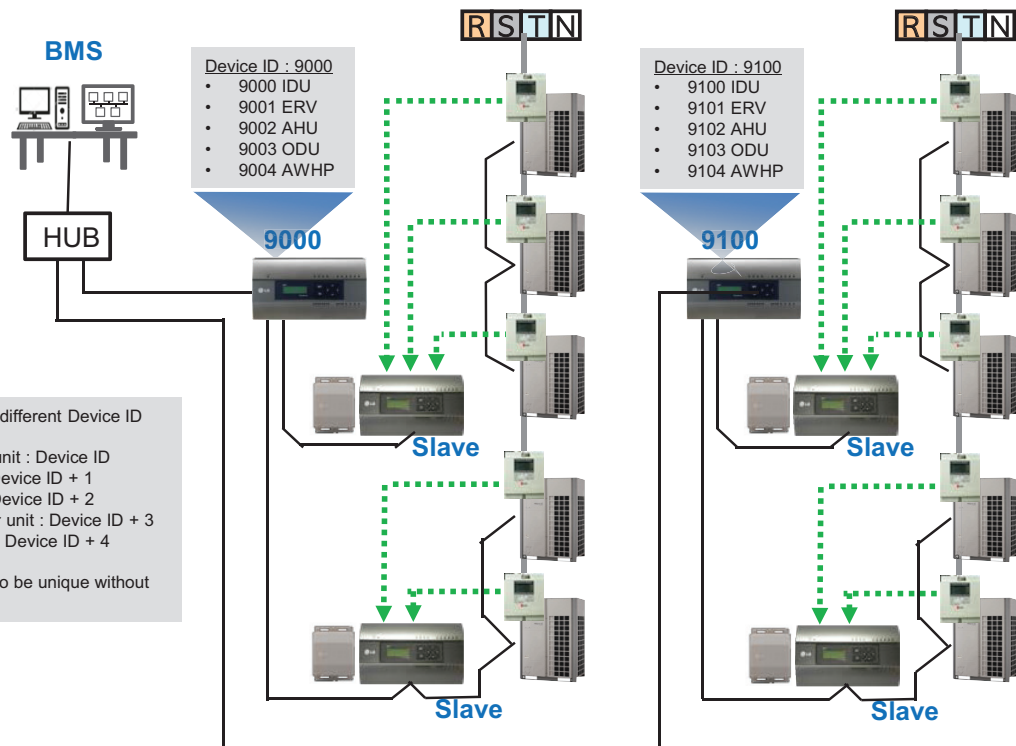 BMS
HUB
R S T N
Device ID : 9000
• 9000 IDU
• 9001 ERV
• 9002 AHU
• 9003 ODU
• 9004 AWHP
9000
Slave
Slave
R S T N
Device ID : 9100
• 9100 IDU
• 9101 ERV
• 9102 AHU
• 9103 ODU
• 9104 AWHP
9100
Slave
Slave
different Device ID
unit : Device ID
Device ID + 1
Device ID + 2
unit : Device ID + 3
Device ID + 4
be unique without